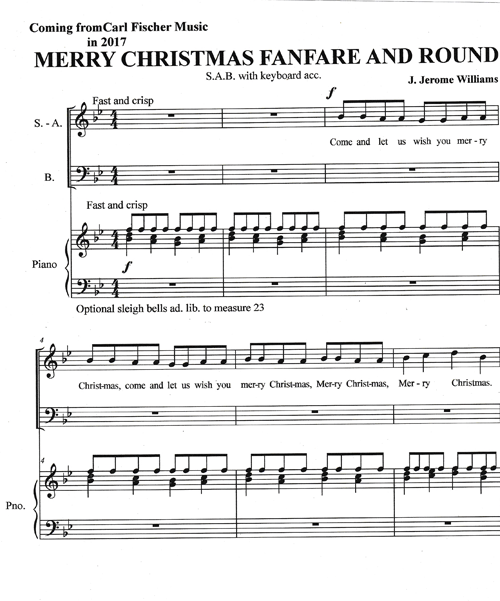 Coming fromCarl Fischer Music
in 2017
MERRY CHRISTMAS FANFARE AND ROUND
S.A.B. with keyboard acc.
J. Jerome Williams
Fast and crisp
f
S. - A.
Come and let us wish you mer - ry
B.
Fast and crisp
Piano
f
Optional sleigh bells ad. lib. to measure 23
4
Christ-mas, come and let us wish you mer-ry Christ-mas, Mer-ry Christ-mas, Mer - ry Christmas.
4
Pno.